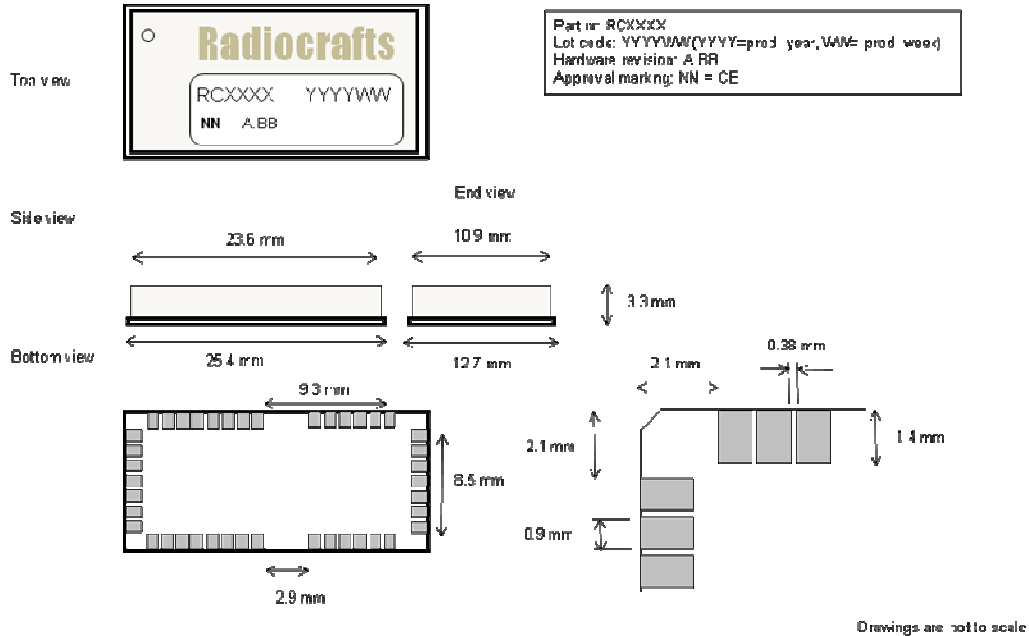 Radiocrafts
RCXXXX YYYYWW
NN A.BB
Top view
Part nr: RCXXXX
Lot code: YYYYWW (YYYY=prod. year, WW= prod. week)
Hardware revision: A.BB
Approval marking: NN = CE
End view
Side view
23.6 mm
10.9 mm
3.3 mm
Bottom view
25.4 mm
12.7 mm
9.3 mm
2.1 mm
0.38 mm
2.1 mm
1.4 mm
8.5 mm
0.9 mm
2.9 mm
Drawings are not to scale